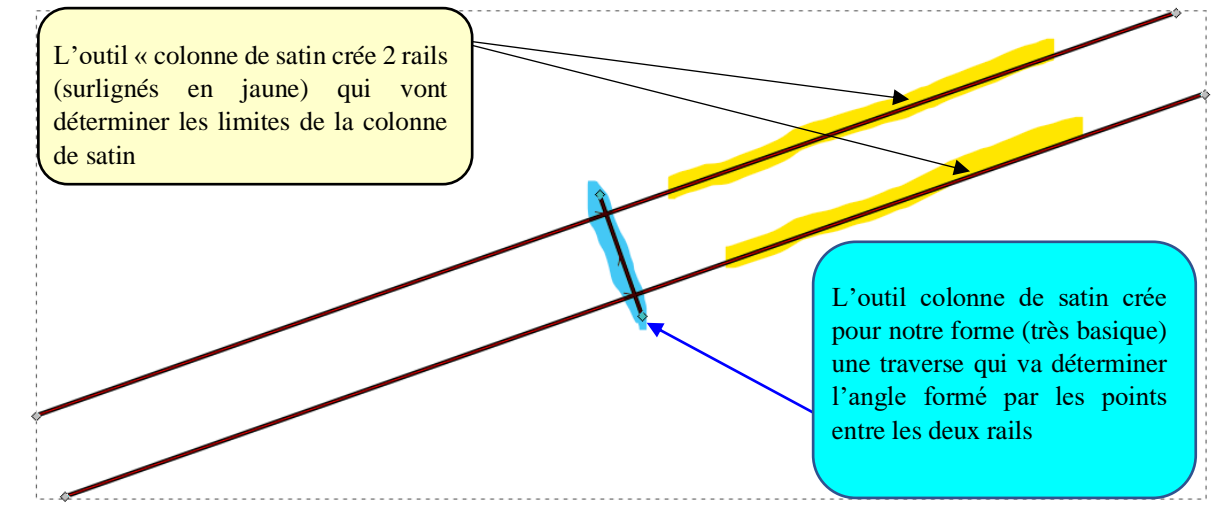 L’outil « colonne de satin crée 2 rails
(surlignés en jaune) qui vont
déterminer les limites de la colonne
de satin
L’outil colonne de satin crée
pour notre forme (très basique)
une traverse qui va déterminer
l’angle formé par les points
entre les deux rails